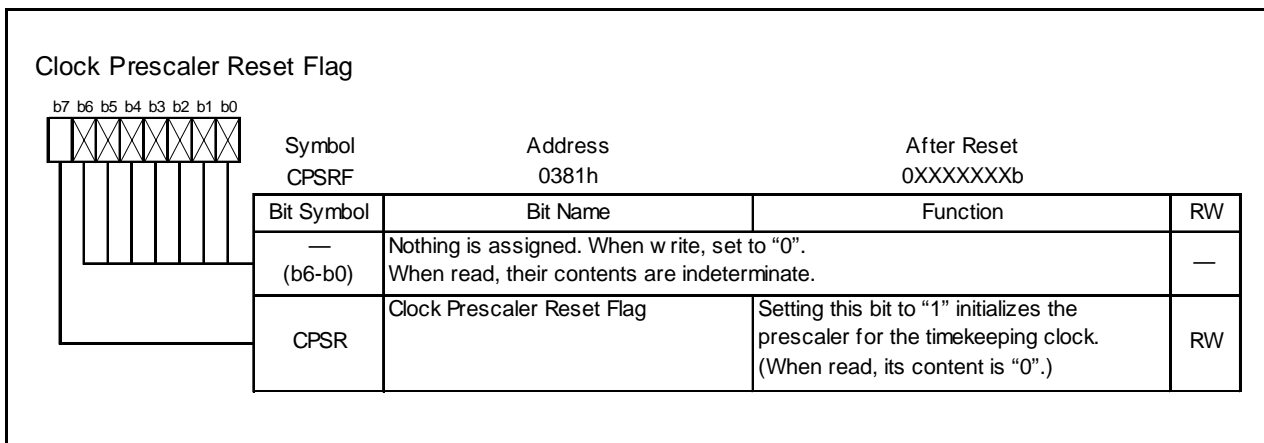 Clock Prescaler Reset Flag
b7 b6 b5 b4 b3 b2 b1 b0
Symbol Address After Reset
CPSRF 0381h 0XXXXXXXb
Bit Symbol Bit Name Function RW
— (b6-b0) Nothing is assigned. When write, set to “0”. —
When read, their contents are indeterminate.
CPSR Clock Prescaler Reset Flag Setting this bit to “1” initializes the RW
prescaler for the timekeeping clock.
(When read, its content is “0”.)